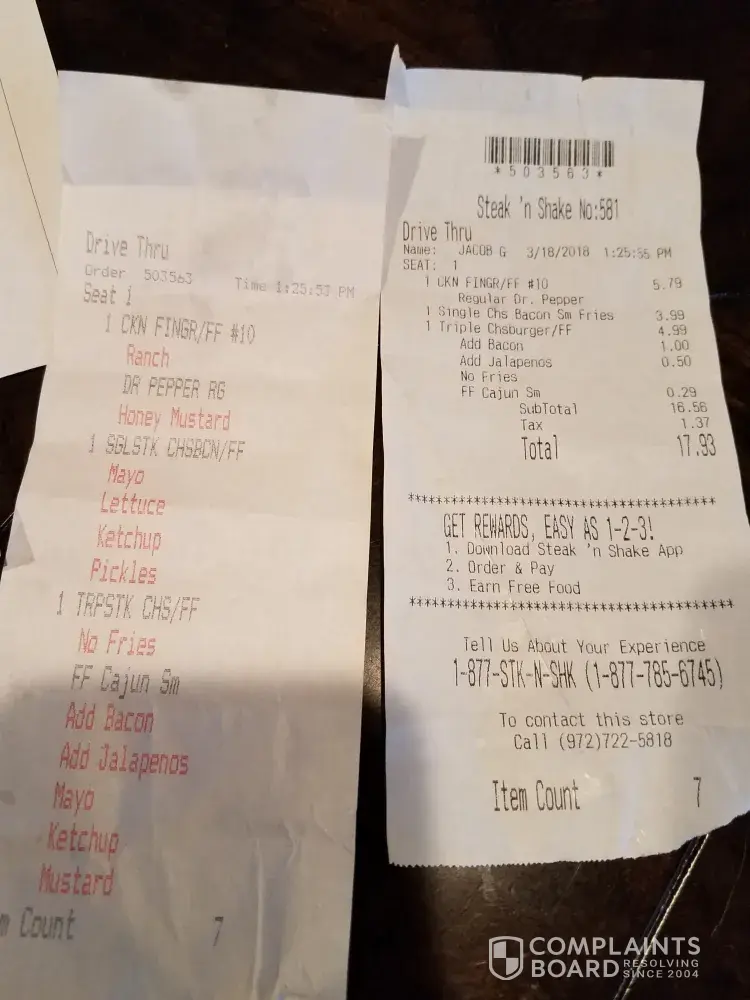 Drive Thru
Order 503563 Time 1:25:53 PM
Seat 1
1 CKN FINGR/FF #10
Ranch
DR PEPPER RG
Honey Mustard
1 SGLSTK CHSBCN/FF
Mayo
Lettuce
Ketchup
Pickles
1 TRPSTK CHS/FF
No Fries
FF Cajun Sm
Add Bacon
Add Jalapenos
Mayo
Ketchup
Mustard
m Count 7
*503563*
Steak 'n Shake No:581
Drive Thru
Name: JACOB G 3/18/2018 1:25:55 PM
SEAT: 1
1 CKN FINGR/FF #10 5.79
Regular Dr. Pepper
1 Single Chs Bacon Sm Fries 3.99
1 Triple Chsburger/FF 4.99
Add Bacon 1.00
Add Jalapenos 0.50
No Fries
FF Cajun Sm 0.29
SubTotal 16.56
Tax 1.37
Total 17.93
****************************************
GET REWARDS, EASY AS 1-2-3!
1. Download Steak 'n Shake App
2. Order & Pay
3. Earn Free Food
****************************************
Tell Us About Your Experience
1-877-STK-N-SHK (1-877-785-6745)
To contact this store
Call (972)722-5818
Item Count 7
COMPLAINTS
BOARD RESOLVING SINCE 2004